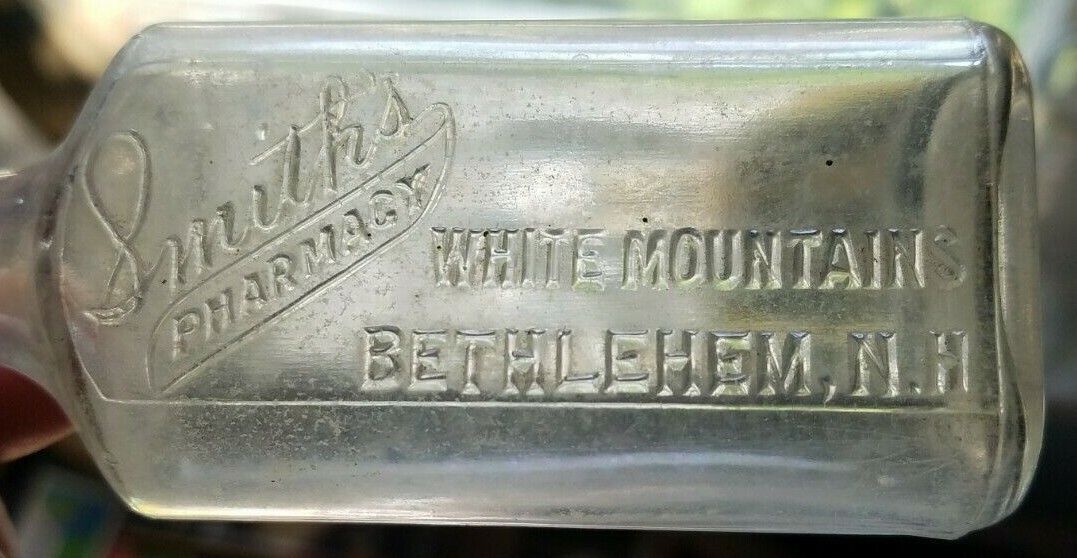 Smith's
PHARMACY
WHITE MOUNTAINS
BETHLEHEM, N.H